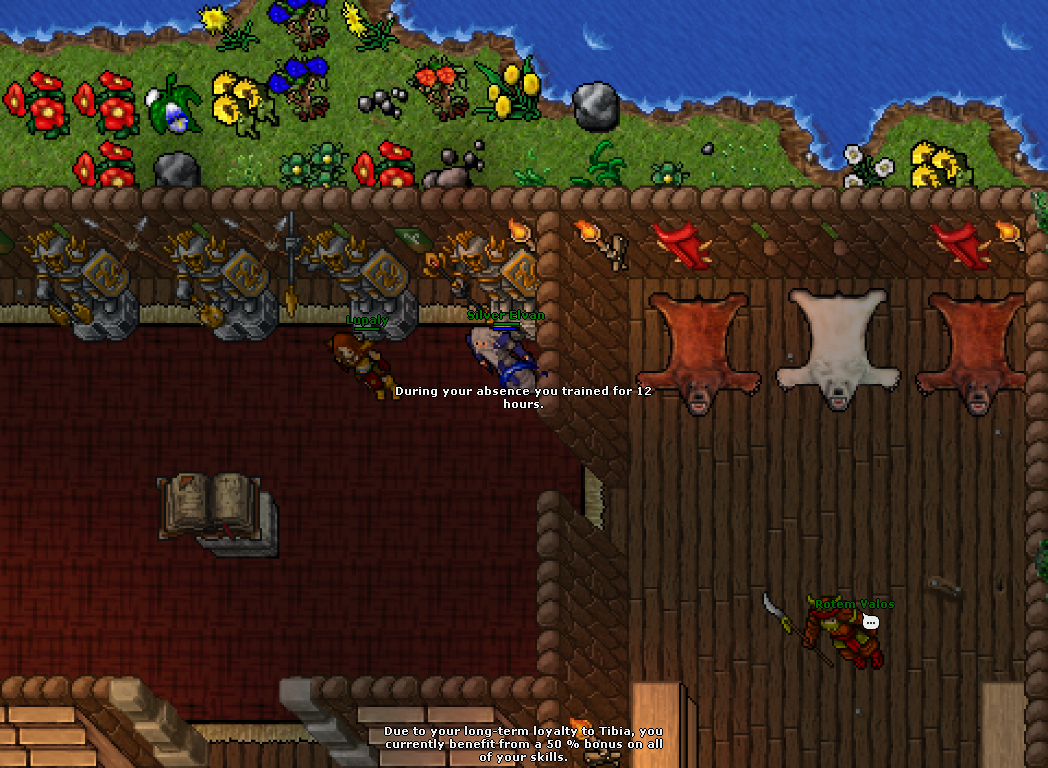 Lupaly
Silver Elvan
During your absence you trained for 12
hours.
Rotem Valos
...
Due to your long-term loyalty to Tibia, you
currently benefit from a 50 % bonus on all
of your skills.